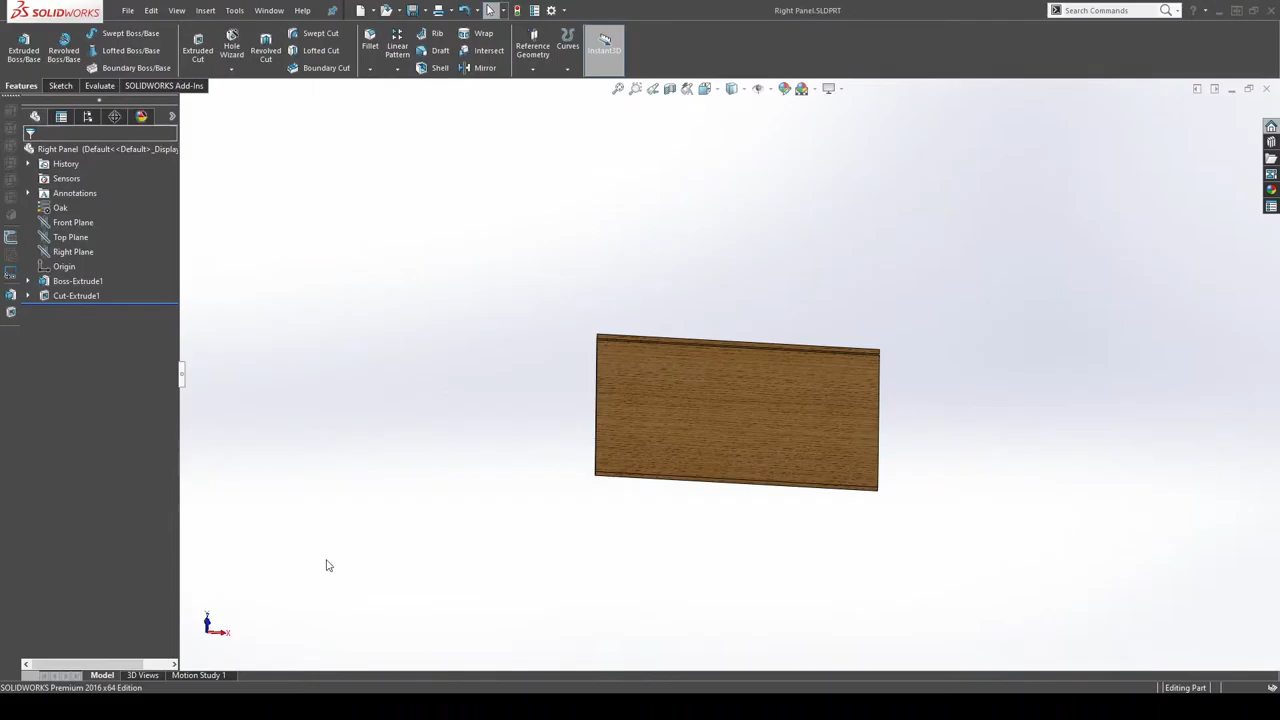 SOLIDWORKS
File
Edit
View
Insert
Tools
Window
Help
Right Panel.SLDPRT
Search Commands
Extruded Boss/Base
Revolved Boss/Base
Swept Boss/Base
Lofted Boss/Base
Boundary Boss/Base
Extruded Cut
Hole Wizard
Revolved Cut
Swept Cut
Lofted Cut
Boundary Cut
Fillet
Linear Pattern
Rib
Draft
Shell
Wrap
Intersect
Mirror
Reference Geometry
Curves
Instant3D
Features
Sketch
Evaluate
SOLIDWORKS Add-Ins
Right Panel (Default<<Default>_Display
History
Sensors
Annotations
Oak
Front Plane
Top Plane
Right Plane
Origin
Boss-Extrude1
Cut-Extrude1
Z
X
Model
3D Views
Motion Study 1
SOLIDWORKS Premium 2016 x64 Edition
Editing Part